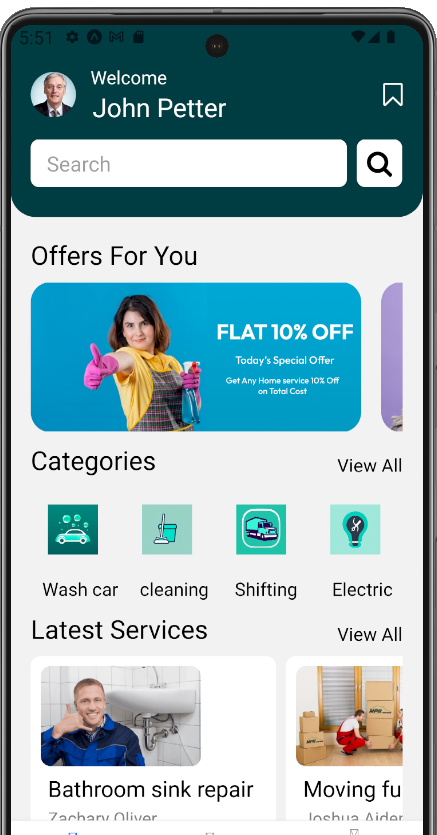 5:51
Welcome
John Petter
Search
Offers For You
FLAT 10% OFF
Today's Special Offer
Get Any Home service 10% Off
on Total Cost
Categories
View All
Wash car
cleaning
Shifting
Electric
Latest Services
View All
Bathroom sink repair
Moving fu
Zachary Oliver
Joshua Aider